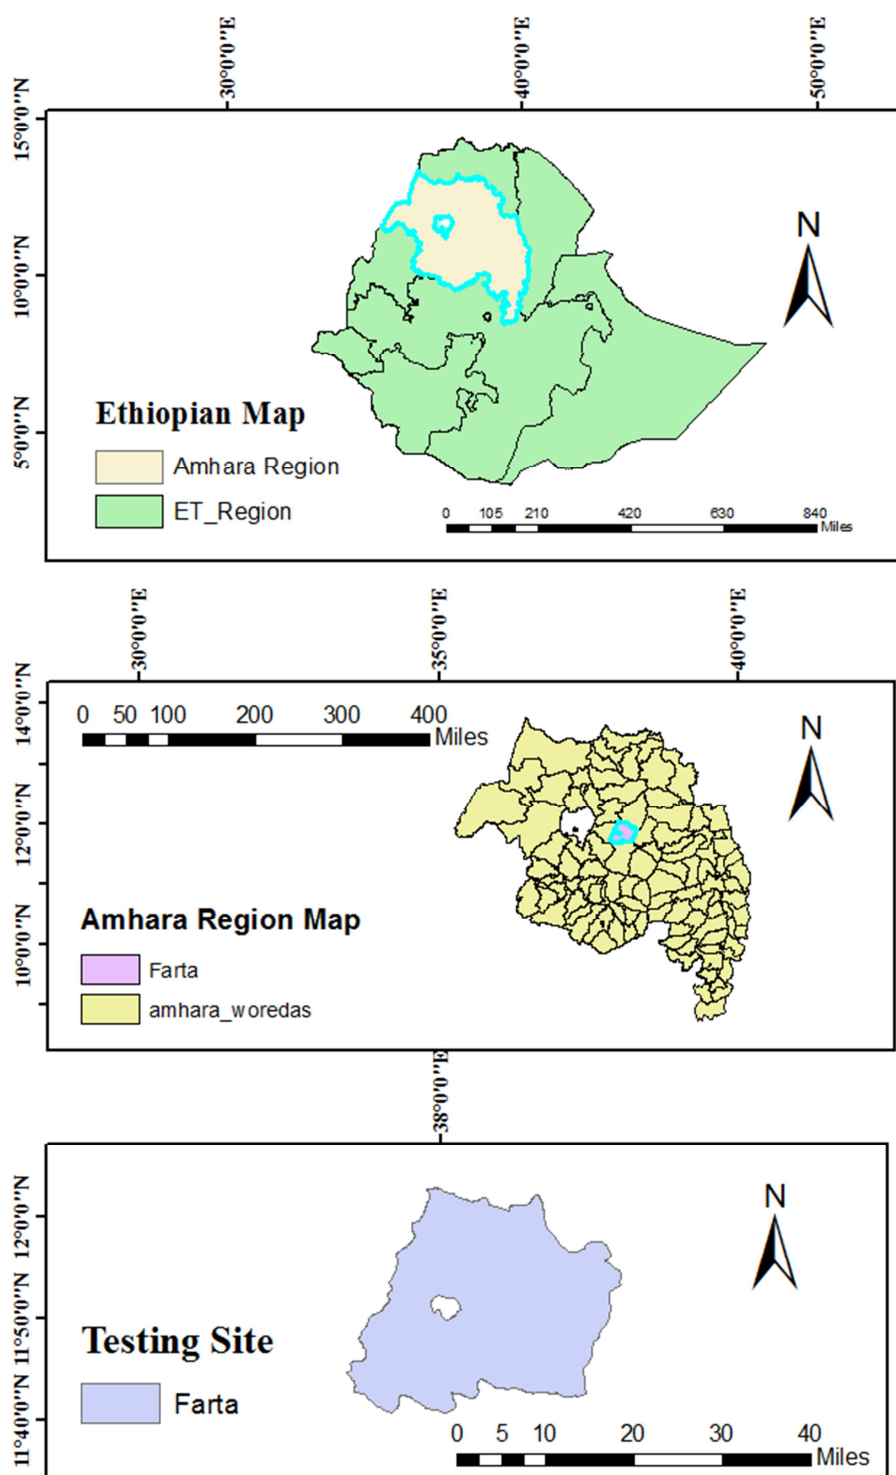 30°0'0"E 40°0'0"E 50°0'0"E
15°0'0"N
10°0'0"N
5°0'0"N
N
Ethiopian Map
Amhara Region
ET_Region
0 105 210 420 630 840
Miles
30°0'0"E 35°0'0"E 40°0'0"E
14°0'0"N
12°0'0"N
10°0'0"N
0 50 100 200 300 400
Miles
N
Amhara Region Map
Farta
amhara_woredas
38°0'0"E
12°0'0"N
11°50'0"N
11°40'0"N
N
Testing Site
Farta
0 5 10 20 30 40
Miles